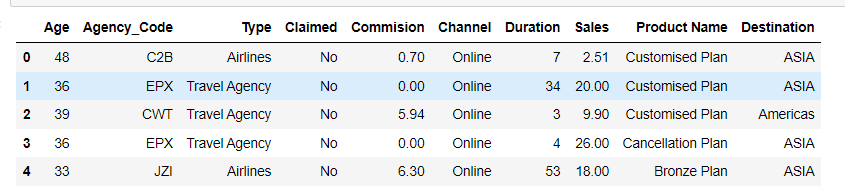 Age Agency_Code Type Claimed Commision Channel Duration Sales Product Name Destination
0 48 C2B Airlines No 0.70 Online 7 2.51 Customised Plan ASIA
1 36 EPX Travel Agency No 0.00 Online 34 20.00 Customised Plan ASIA
2 39 CWT Travel Agency No 5.94 Online 3 9.90 Customised Plan Americas
3 36 EPX Travel Agency No 0.00 Online 4 26.00 Cancellation Plan ASIA
4 33 JZI Airlines No 6.30 Online 53 18.00 Bronze Plan ASIA